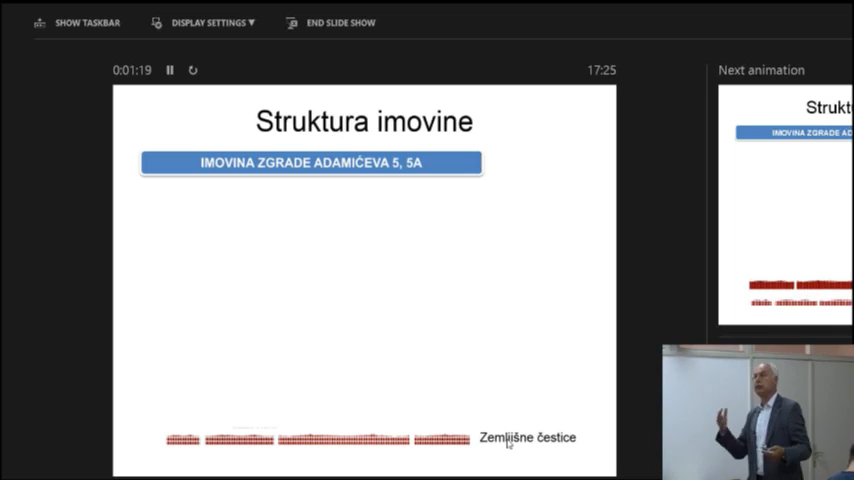 SHOW TASKBAR
DISPLAY SETTINGS ▼
END SLIDE SHOW
0:01:19
17:25
Next animation
Struktura imovine
IMOVINA ZGRADE ADAMIĆEVA 5, 5A
Zemljišne čestice
Strukt
IMOVINA ZGRADE AD